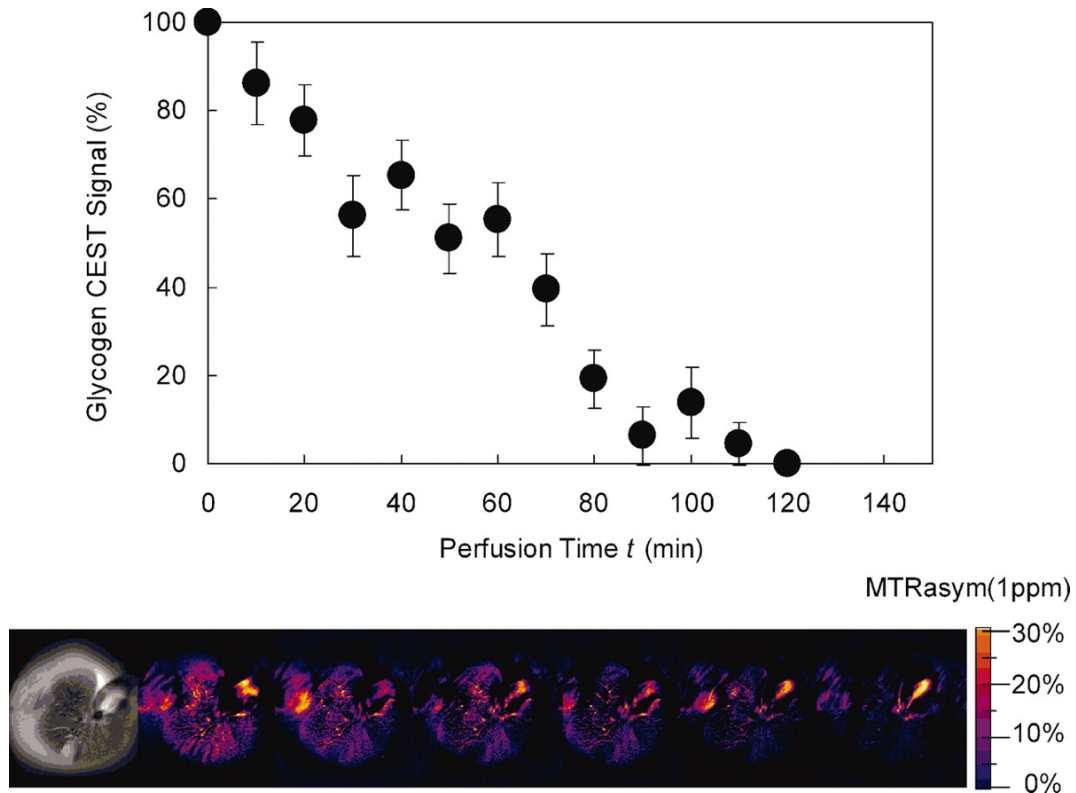 100
80
60
40
20
0
Glycogen CEST Signal (%)
0 20 40 60 80 100 120 140
Perfusion Time t (min)
MTRasym(1ppm)
30%
20%
10%
0%